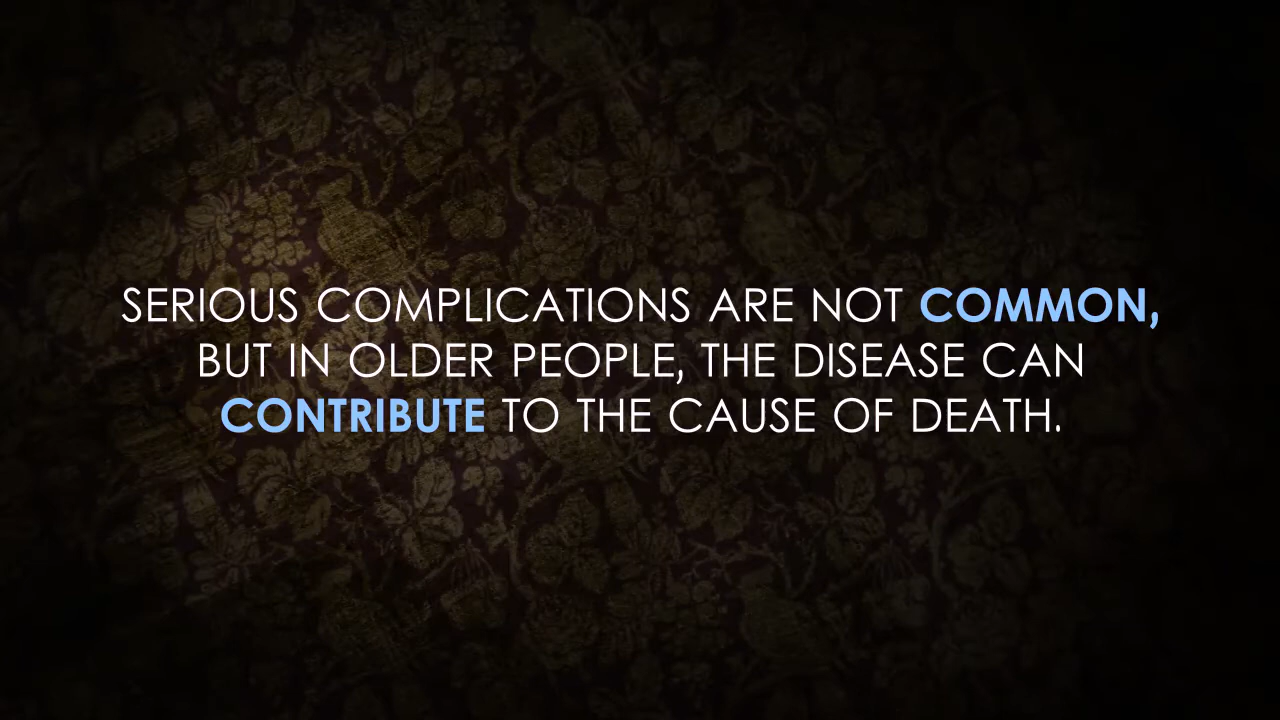 SERIOUS COMPLICATIONS ARE NOT COMMON,
BUT IN OLDER PEOPLE, THE DISEASE CAN
CONTRIBUTE TO THE CAUSE OF DEATH.